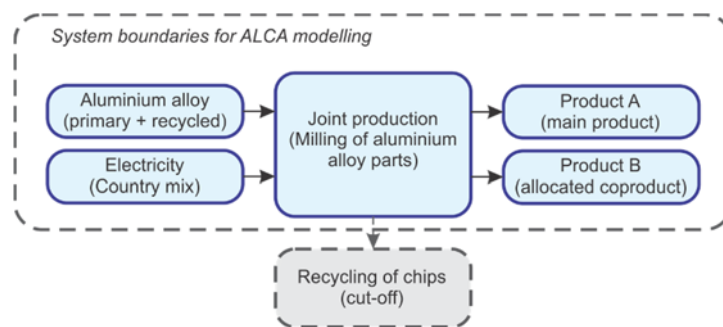 System boundaries for ALCA modelling
Aluminium alloy
(primary + recycled)
Electricity
(Country mix)
Joint production
(Milling of aluminium
alloy parts)
Product A
(main product)
Product B
(allocated coproduct)
Recycling of chips
(cut-off)